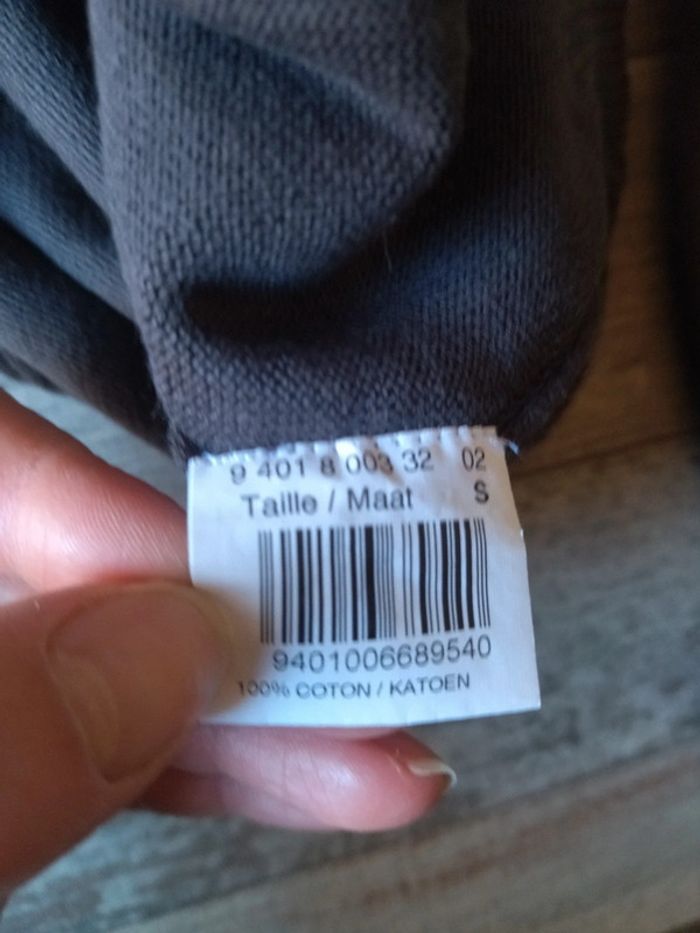 9 401 8 003 32 02
Taille / Maat S
9401006689540
100% COTON / KATOEN